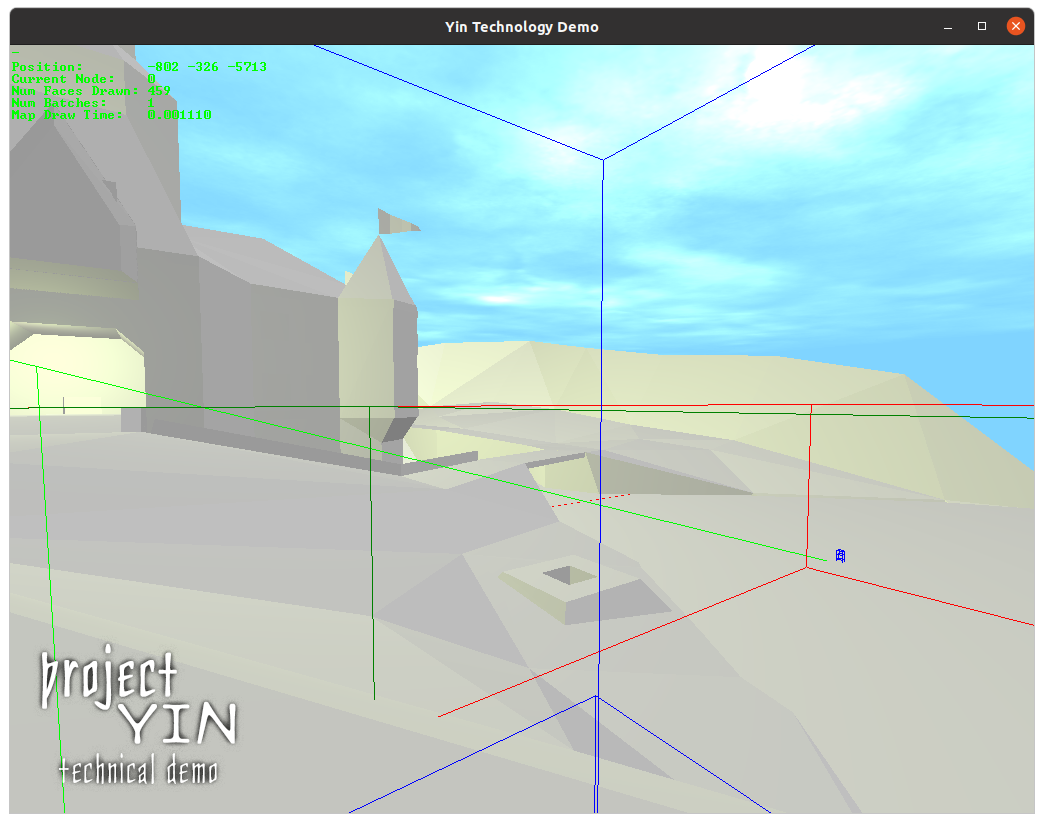 Yin Technology Demo
Position: -802 -326 -5713
Current Node: 0
Num Faces Drawn: 459
Num Batches: 1
Map Draw Time: 0.001110
project
YIN
technical demo